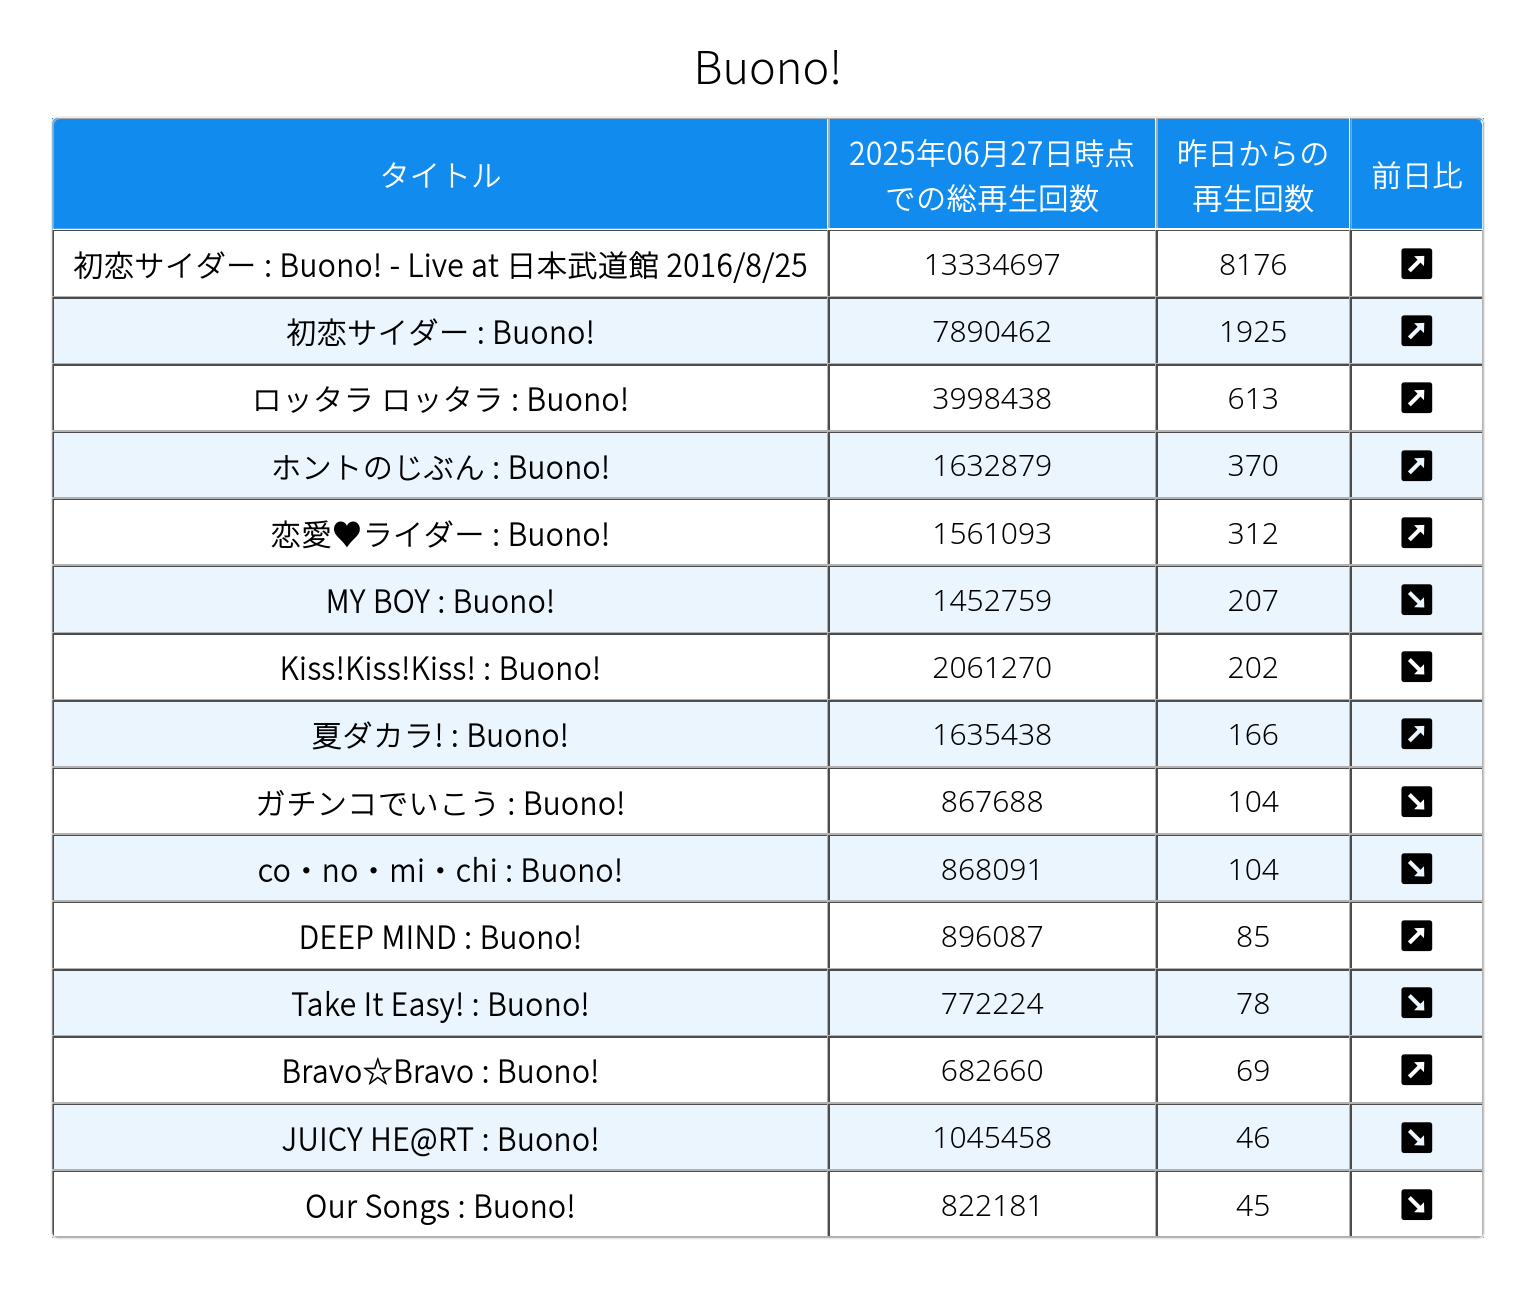 Buono!
タイトル 2025年06月27日時点での総再生回数 昨日からの再生回数 前日比
初恋サイダー : Buono! - Live at 日本武道館 2016/8/25 13334697 8176 ↗
初恋サイダー : Buono! 7890462 1925 ↗
ロッタラ ロッタラ : Buono! 3998438 613 ↗
ホントのじぶん : Buono! 1632879 370 ↗
恋愛♥ライダー : Buono! 1561093 312 ↗
MY BOY : Buono! 1452759 207 ↘
Kiss!Kiss!Kiss! : Buono! 2061270 202 ↘
夏ダカラ! : Buono! 1635438 166 ↗
ガチンコでいこう : Buono! 867688 104 ↘
co・no・mi・chi : Buono! 868091 104 ↘
DEEP MIND : Buono! 896087 85 ↗
Take It Easy! : Buono! 772224 78 ↘
Bravo☆Bravo : Buono! 682660 69 ↗
JUICY HE@RT : Buono! 1045458 46 ↘
Our Songs : Buono! 822181 45 ↘